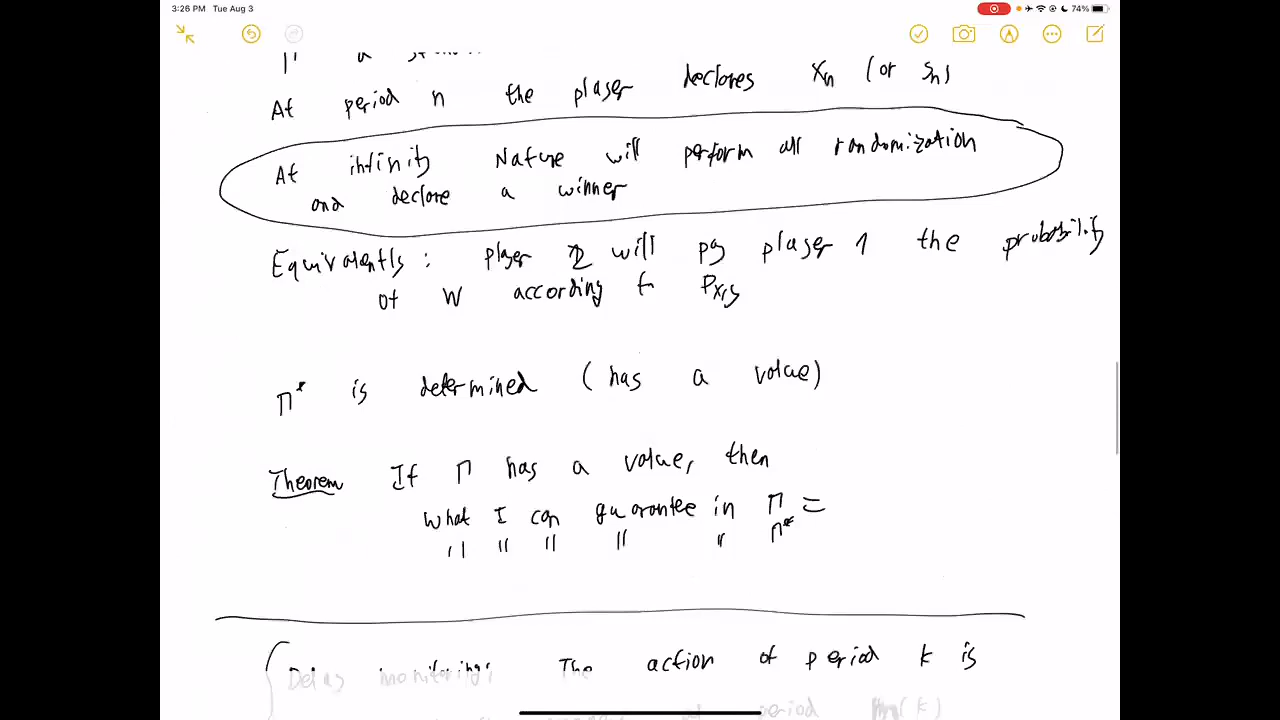 3:26 PM Tue Aug 3
74%
At period n the player declares Xn (or Sn)
At infinity Nature will perform all randomization
and declare a winner
Equivalently: player 2 will pay player 1 the probability
of W according to Px,y
Γ* is determined (has a value)
Theorem If Γ has a value, then
what I can guarantee in Γ =
" " " " " Γ*
Delay monitoring: The action of period k is
period m(k)